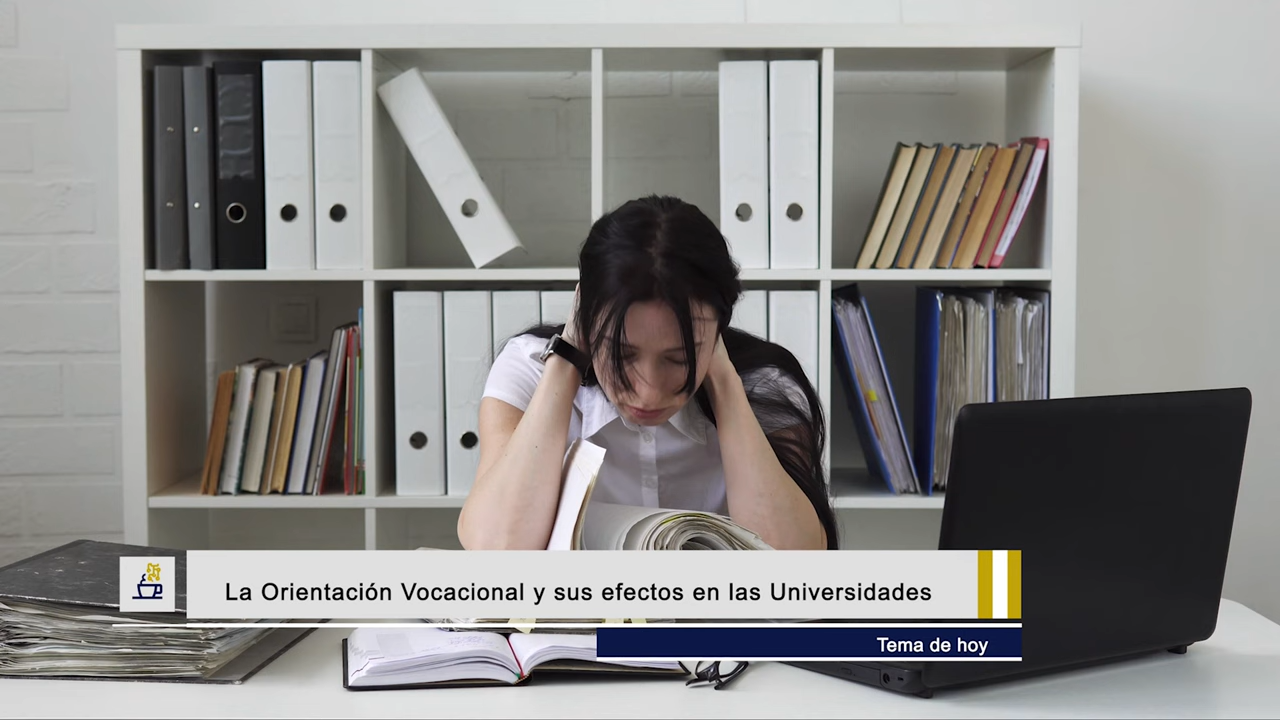 La Orientación Vocacional y sus efectos en las Universidades
Tema de hoy